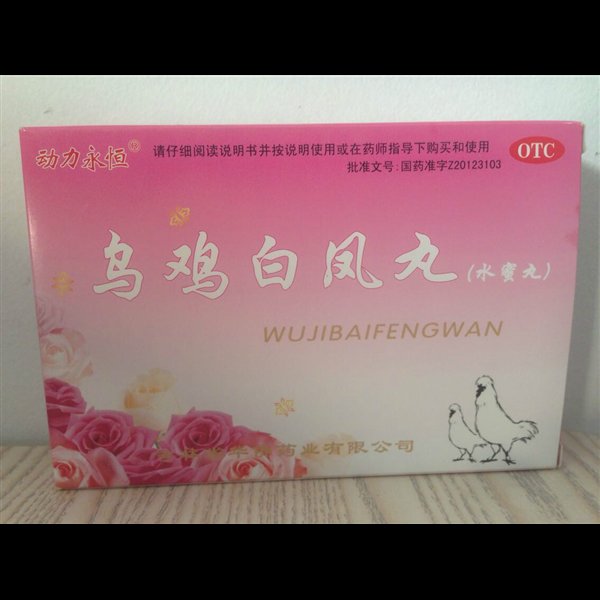 动力永恒®
请仔细阅读说明书并按说明使用或在药师指导下购买和使用
OTC
批准文号:国药准字Z20123103
乌鸡白凤丸(水蜜丸)
WUJIBAIFENGWAN
药业有限公司